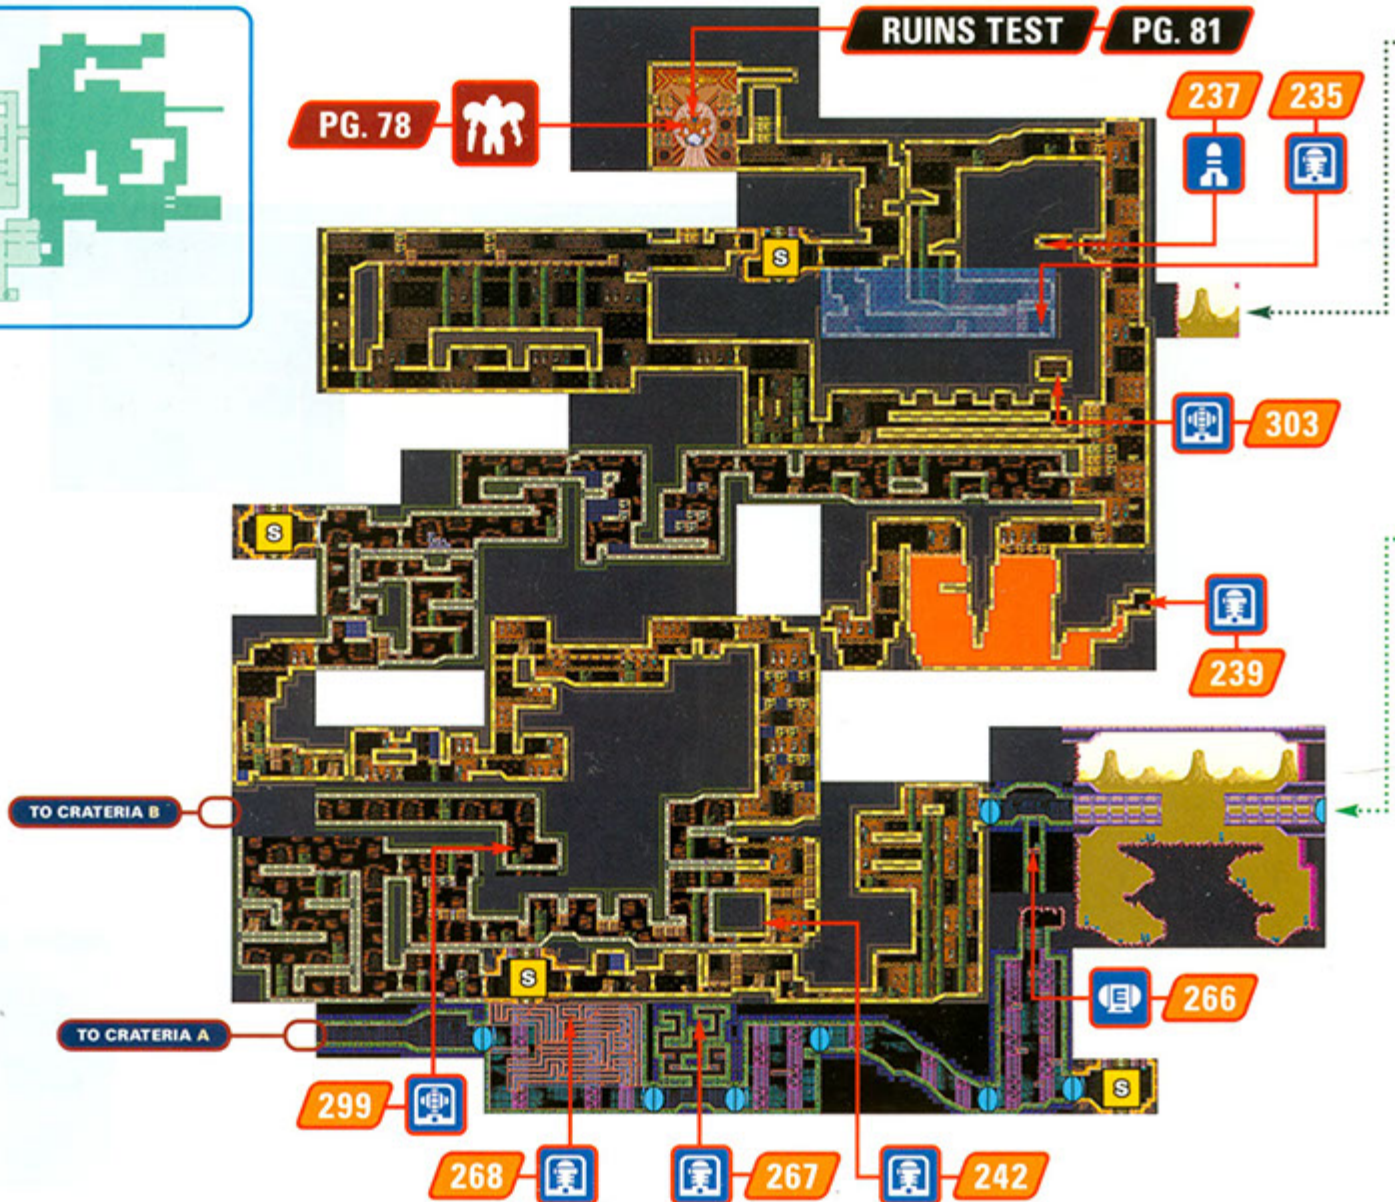 RUINS TEST
PG. 81
237
235
PG. 78
S
303
S
239
TO CRATERIA B
S
E
266
TO CRATERIA A
S
299
268
267
242